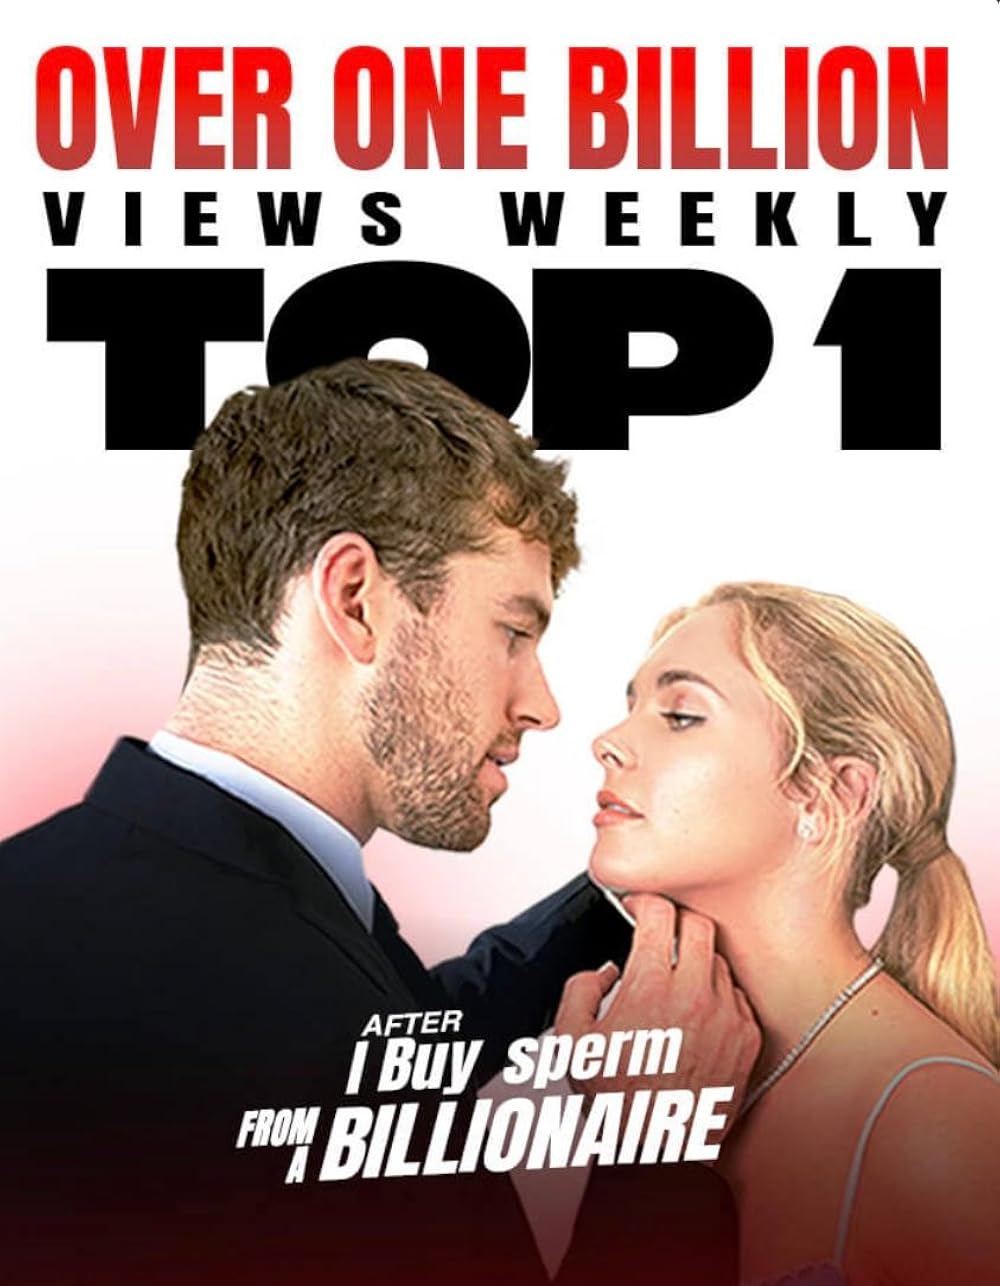 OVER ONE BILLION
VIEWS WEEKLY
TOP 1
AFTER
I Buy sperm
FROM A BILLIONAIRE